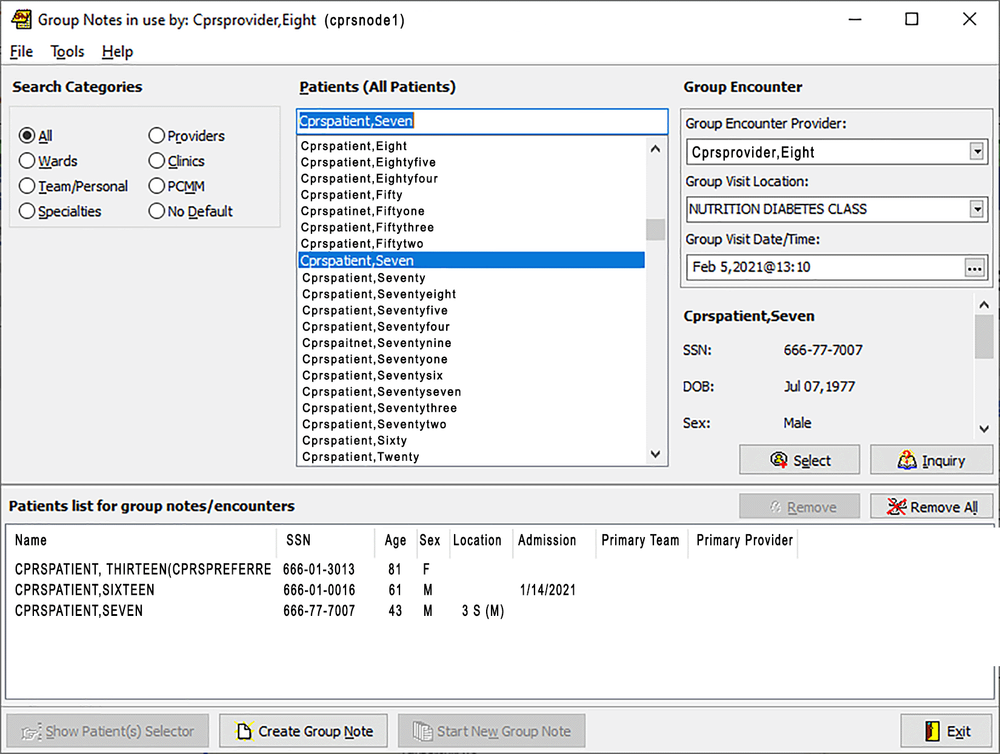 Group Notes in use by: Cprsprovider,Eight (cprsnode1)
File Tools Help
Search Categories
All
Providers
Wards
Clinics
Team/Personal
PCMM
Specialties
No Default
Patients (All Patients)
Cprspatient,Seven
Cprspatient,Eight
Cprspatient,Eightyfive
Cprspatient,Eightyfour
Cprspatient,Fifty
Cprspatinet,Fiftyone
Cprspatient,Fiftythree
Cprspatient,Fiftytwo
Cprspatient,Seven
Cprspatient,Seventy
Cprspatient,Seventyeight
Cprspatient,Seventyfive
Cprspatient,Seventyfour
Cprspaitnet,Seventynine
Cprspatient,Seventyone
Cprspatient,Seventysix
Cprspatient,Seventyseven
Cprspatient,Seventythree
Cprspatient,Seventytwo
Cprspatient,Sixty
Cprspatient,Twenty
Group Encounter
Group Encounter Provider:
Cprsprovider,Eight
Group Visit Location:
NUTRITION DIABETES CLASS
Group Visit Date/Time:
Feb 5,2021@13:10
...
Cprspatient,Seven
SSN: 666-77-7007
DOB: Jul 07,1977
Sex: Male
Select Inquiry
Patients list for group notes/encounters
Remove Remove All
Name SSN Age Sex Location Admission Primary Team Primary Provider
CPRSPATIENT, THIRTEEN(CPRSPREFERRE 666-01-3013 81 F
CPRSPATIENT,SIXTEEN 666-01-0016 61 M 1/14/2021
CPRSPATIENT,SEVEN 666-77-7007 43 M 3 S (M)
Show Patient(s) Selector Create Group Note Start New Group Note Exit